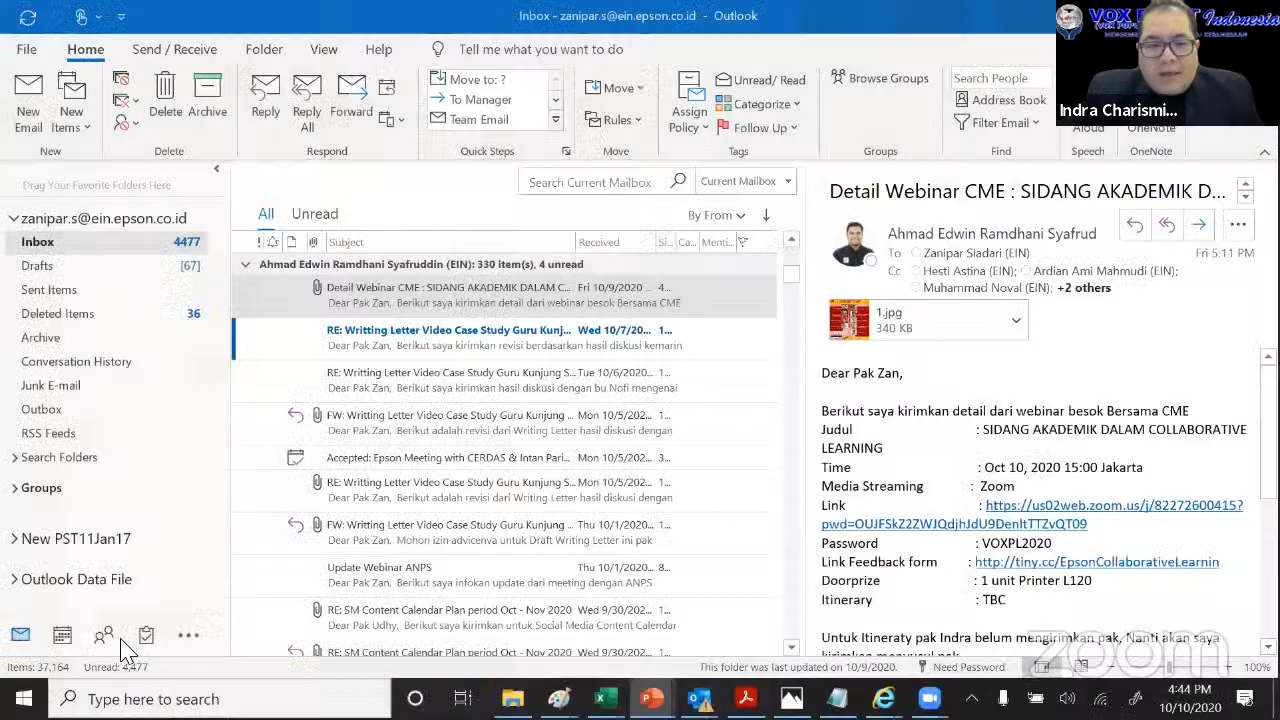 Inbox - zanipar.s@ein.epson.co.id - Outlook
VOX Indonesia
Indra Charismi...
File Home Send / Receive Folder View Help Tell me what you want to do
New Email
New Items
Delete Archive
Reply Reply All Forward
Move to: ?
To Manager
Team Email
Move
Rules
Assign Policy
Unread/ Read
Categorize
Follow Up
Browse Groups
Search People
Address Book
Filter Email
Aloud
OneNote
New Delete Respond Quick Steps Move Tags Groups Find Speech OneNote
Drag Your Favorite Folders Here
zanipar.s@ein.epson.co.id
Inbox 4477
Drafts [67]
Sent Items
Deleted Items 36
Archive
Conversation History
Junk E-mail
Outbox
RSS Feeds
Search Folders
Groups
New PST11Jan17
Outlook Data File
Search Current Mailbox Current Mailbox
All Unread By From
Subject Received Si... Ca... Menti...
Ahmad Edwin Ramdhani Syafruddin (EIN): 330 item(s), 4 unread
Detail Webinar CME : SIDANG AKADEMIK DALAM C... Fri 10/9/2020 ... 4...
Dear Pak Zan, Berikut saya kirimkan detail dari webinar besok Bersama CME
RE: Writting Letter Video Case Study Guru Kunj... Wed 10/7/20... 1...
Dear Pak Zan, Berikut saya kirimkan revisi berdasarkan hasil diskusi kemarin
RE: Writting Letter Video Case Study Guru Kunjung ... Tue 10/6/2020... 1...
Dear Pak Zan, Berikut saya kirimkan hasil diskusi dengan bu Nofi mengenai
FW: Writting Letter Video Case Study Guru Kunjung ... Mon 10/5/202... 1...
Dear Pak Zan, Berikut adalah revisi dari Writing Letter hasil diskusi dengan
Accepted: Epson Meeting with CERDAS & Intan Pari... Mon 10/5/202... 3...
RE: Writting Letter Video Case Study Guru Kunjung ... Mon 10/5/202... 1...
Dear Pak Zan, Berikut adalah revisi dari Writing Letter hasil diskusi dengan
FW: Writting Letter Video Case Study Guru Kunjung ... Thu 10/1/2020... 1...
Dear Pak Zan, Mohon izin advicenya untuk Draft Writing Letter ini pak
Update Webinar ANPS Thu 10/1/2020... 8...
Dear Pak Zan, Berikut saya infokan update dari meeting dengan ANPS
RE: SM Content Calendar Plan period Oct - Nov 2020 Wed 9/30/202... 1...
Dear Pak Udhy, Berikut saya kirimkan untuk Social Media Content Calendar
RE: SM Content Calendar Plan period Oct - Nov 2020 Wed 9/30/202... 1...
Detail Webinar CME : SIDANG AKADEMIK D...
Ahmad Edwin Ramdhani Syafrud
To Zanipar Siadari (EIN) Fri 5:11 PM
Cc Hesti Astina (EIN); Ardian Ami Mahmudi (EIN);
Muhammad Noval (EIN); +2 others
1.jpg
340 KB
Dear Pak Zan,
Berikut saya kirimkan detail dari webinar besok Bersama CME
Judul : SIDANG AKADEMIK DALAM COLLABORATIVE
LEARNING
Time : Oct 10, 2020 15:00 Jakarta
Media Streaming : Zoom
Link : https://us02web.zoom.us/j/82272600415?
pwd=OUJFSkZ2ZWJQdjhJdU9DenltTTZvQT09
Password : VOXPL2020
Link Feedback form : http://tiny.cc/EpsonCollaborativeLearnin
Doorprize : 1 unit Printer L120
Itinerary : TBC
Untuk Itineraty pak Indra belum mengirimkan pak, Nanti akan saya
kirimkan menyusul pak
zoom
Items: 37.164 Unread: 4477 This folder was last updated on 10/9/2020. Need Password 100%
Type here to search
4:44 PM
10/10/2020